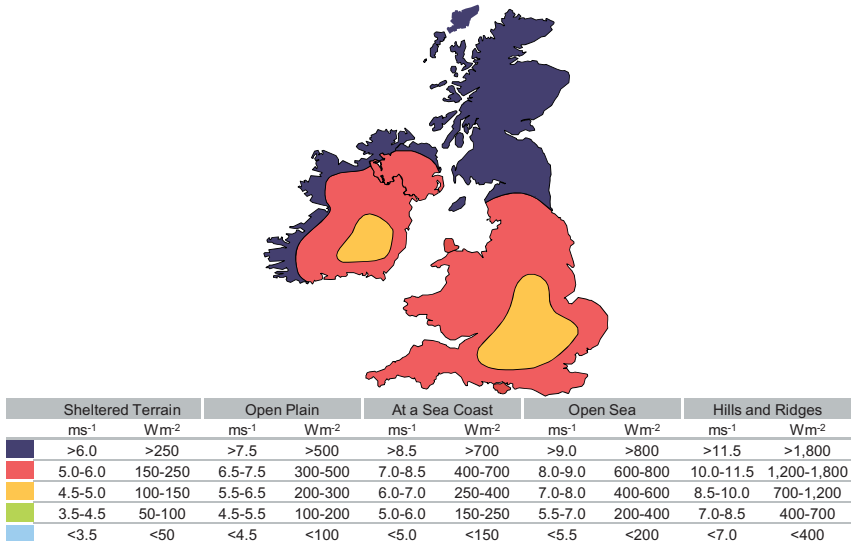 Sheltered Terrain Open Plain At a Sea Coast Open Sea Hills and Ridges
ms-1 Wm-2 ms-1 Wm-2 ms-1 Wm-2 ms-1 Wm-2 ms-1 Wm-2
>6.0 >250 >7.5 >500 >8.5 >700 >9.0 >800 >11.5 >1,800
5.0-6.0 150-250 6.5-7.5 300-500 7.0-8.5 400-700 8.0-9.0 600-800 10.0-11.5 1,200-1,800
4.5-5.0 100-150 5.5-6.5 200-300 6.0-7.0 250-400 7.0-8.0 400-600 8.5-10.0 700-1,200
3.5-4.5 50-100 4.5-5.5 100-200 5.0-6.0 150-250 5.5-7.0 200-400 7.0-8.5 400-700
<3.5 <50 <4.5 <100 <5.0 <150 <5.5 <200 <7.0 <400